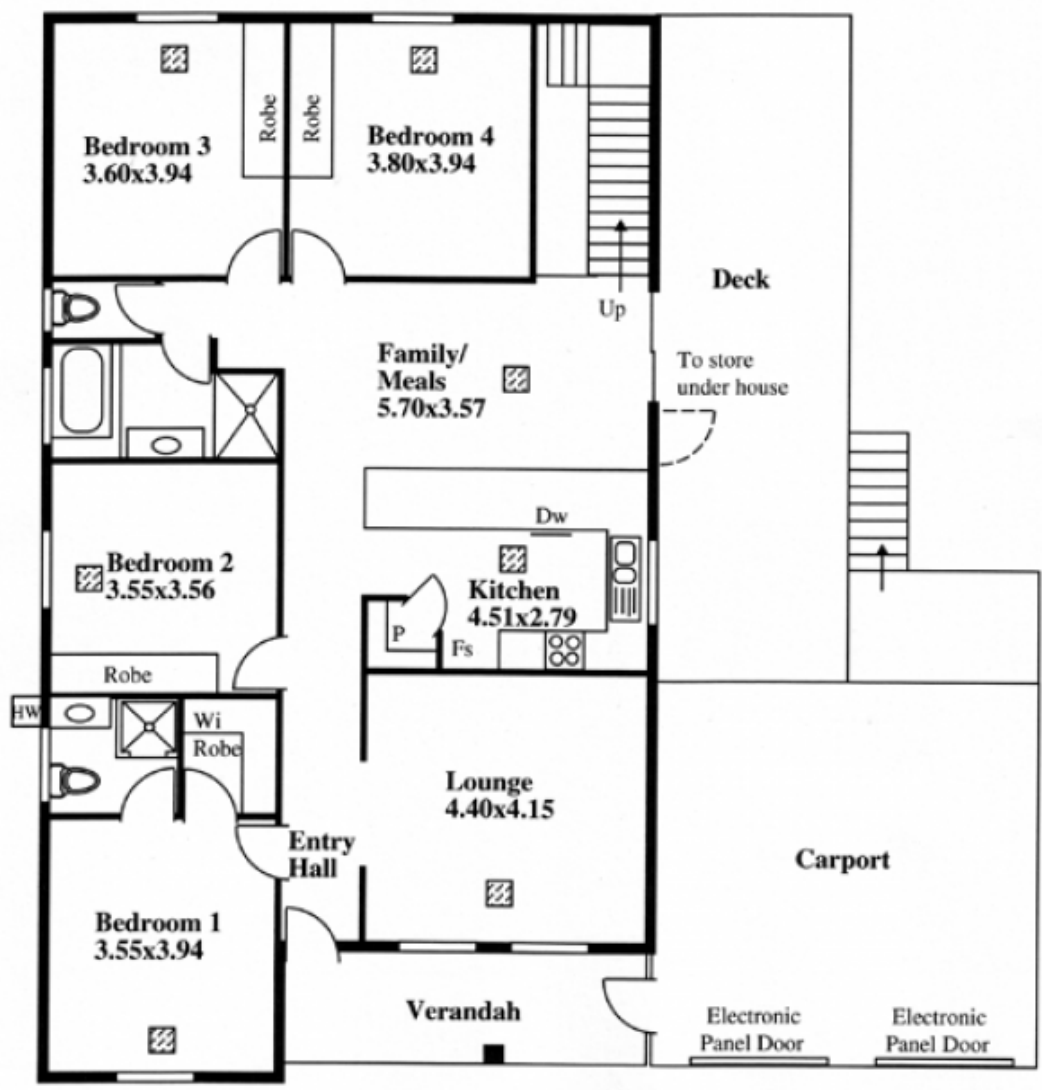 Bedroom 3
3.60x3.94
Robe
Robe
Bedroom 4
3.80x3.94
Up
Deck
To store
under house
Family/
Meals
5.70x3.57
Dw
Kitchen
4.51x2.79
P
Fs
Bedroom 2
3.55x3.56
Robe
HW
Wi
Robe
Lounge
4.40x4.15
Entry
Hall
Carport
Bedroom 1
3.55x3.94
Verandah
Electronic
Panel Door
Electronic
Panel Door